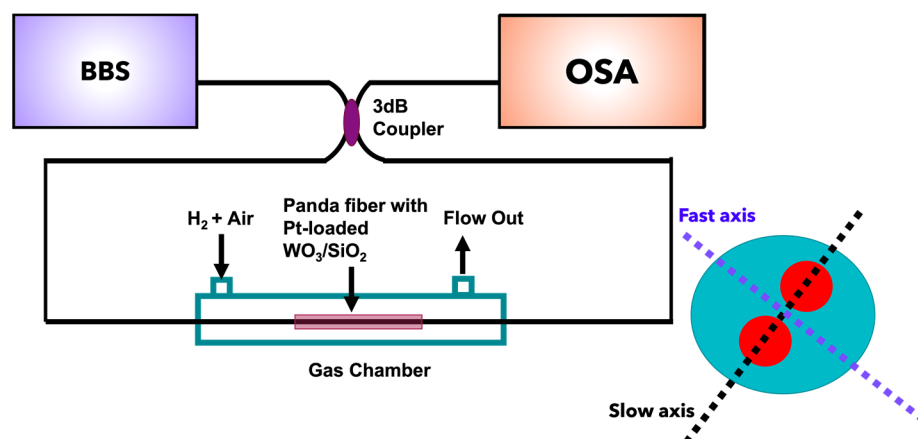 BBS
OSA
3dB
Coupler
H₂ + Air
Panda fiber with
Pt-loaded
WO₃/SiO₂
Flow Out
Fast axis
Gas Chamber
Slow axis